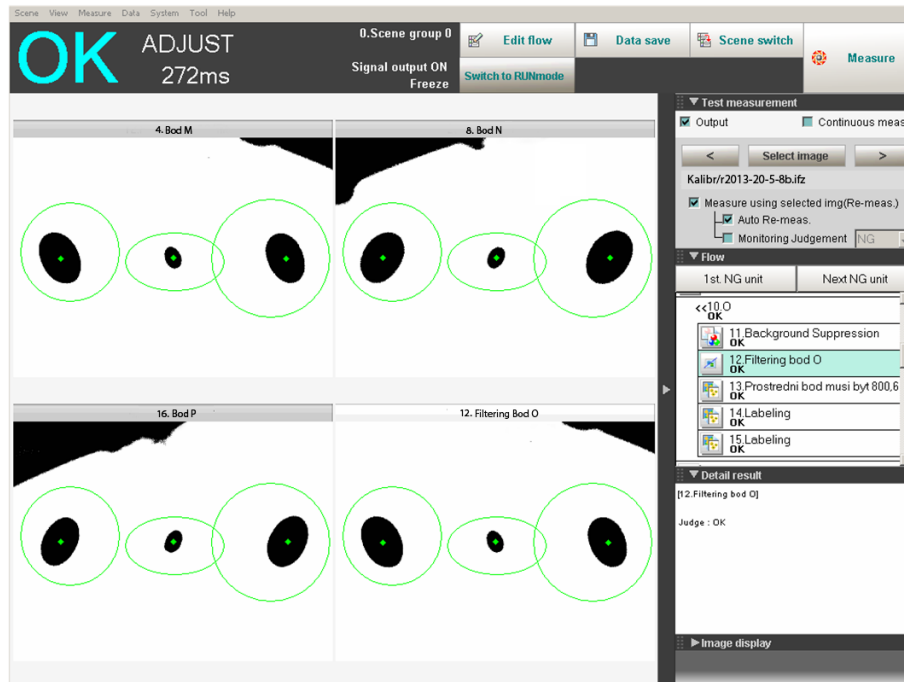 Scene View Measure Data System Tool Help
OK
ADJUST
272ms
0.Scene group 0
Signal output ON
Freeze
Edit flow
Data save
Scene switch
Switch to RUNmode
Measure
4. Bod M
8. Bod N
16. Bod P
12. Filtering Bod O
Test measurement
Output
Continuous meas
<
Select image
>
Kalibr/r2013-20-5-8b.ifz
Measure using selected img(Re-meas.)
Auto Re-meas.
Monitoring Judgement
NG
Flow
1st. NG unit
Next NG unit
<<10.O
OK
11.Background Suppression
OK
12.Filtering bod O
OK
13.Prostredni bod musi byt 800,6
OK
14.Labeling
OK
15.Labeling
OK
Detail result
[12.Filtering bod O]
Judge : OK
Image display